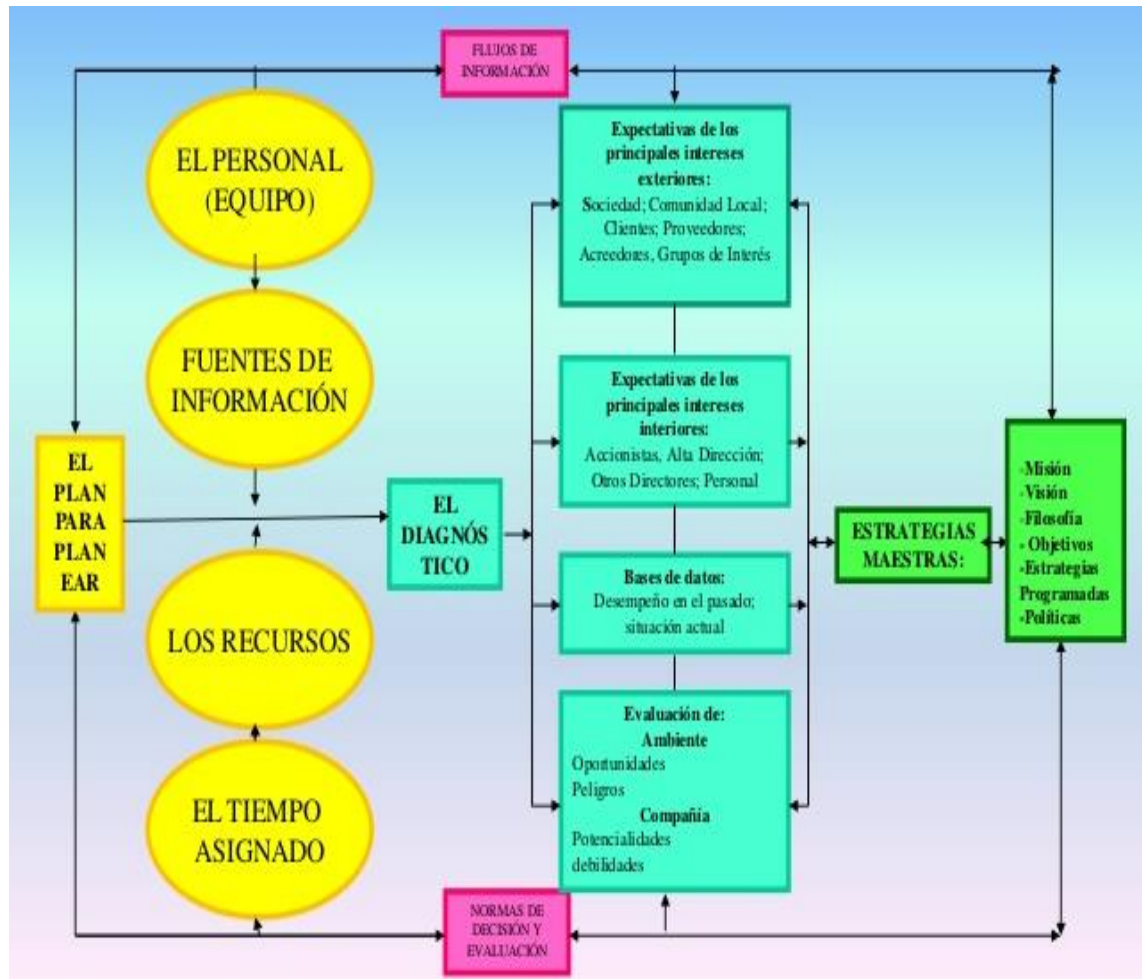 FLUJOS DE
INFORMACIÓN
EL PERSONAL
(EQUIPO)
FUENTES DE
INFORMACIÓN
EL
PLAN
PARA
PLAN
EAR
LOS RECURSOS
EL TIEMPO
ASIGNADO
EL
DIAGNÓS
TICO
Expectativas de los
principales intereses
exteriores:
Sociedad; Comunidad Local;
Clientes; Proveedores;
Acreedores, Grupos de Interés
Expectativas de los
principales intereses
interiores:
Accionistas, Alta Dirección;
Otros Directores; Personal
Bases de datos:
Desempeño en el pasado;
situación actual
Evaluación de:
Ambiente
Oportunidades
Peligros
Compañía
Potencialidades
debilidades
ESTRATEGIAS
MAESTRAS:
-Misión
-Visión
-Filosofía
- Objetivos
-Estrategias
Programadas
-Políticas
NORMAS DE
DECISIÓN Y
EVALUACIÓN